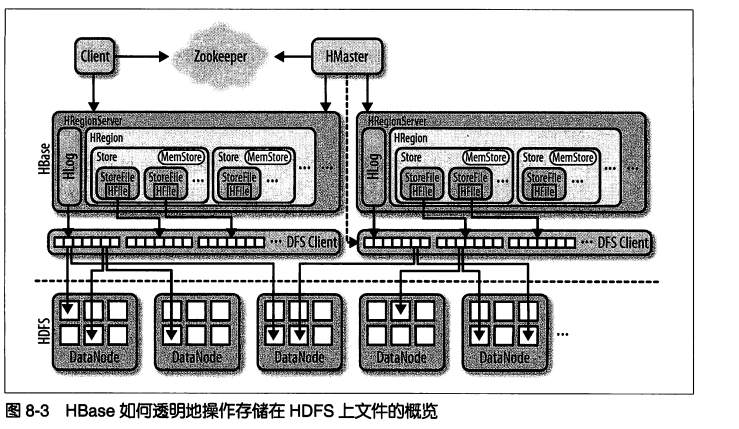 Client
Zookeeper
HMaster
HRegionServer
HRegionServer
HBase
HLog
HRegion
Store MemStore Store MemStore
StoreFile StoreFile ... StoreFile ... ... ...
HFile HFile HFile
HLog
HRegion
Store MemStore Store MemStore
StoreFile StoreFile ... StoreFile ... ... ...
HFile HFile HFile
... DFS Client
... DFS Client
HDFS
DataNode DataNode DataNode DataNode DataNode ...
图 8-3 HBase 如何透明地操作存储在 HDFS 上文件的概览